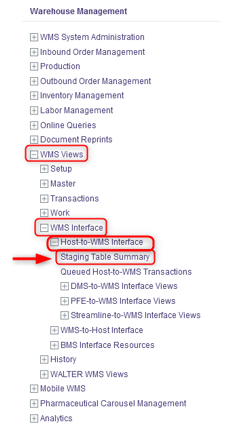 Warehouse Management
WMS System Administration
Inbound Order Management
Production
Outbound Order Management
Inventory Management
Labor Management
Online Queries
Document Reprints
WMS Views
Setup
Master
Transactions
Work
WMS Interface
Host-to-WMS Interface
Staging Table Summary
Queued Host-to-WMS Transactions
DMS-to-WMS Interface Views
PFE-to-WMS Interface Views
Streamline-to-WMS Interface Views
WMS-to-Host Interface
BMS Interface Resources
History
WALTER WMS Views
Mobile WMS
Pharmaceutical Carousel Management
Analytics